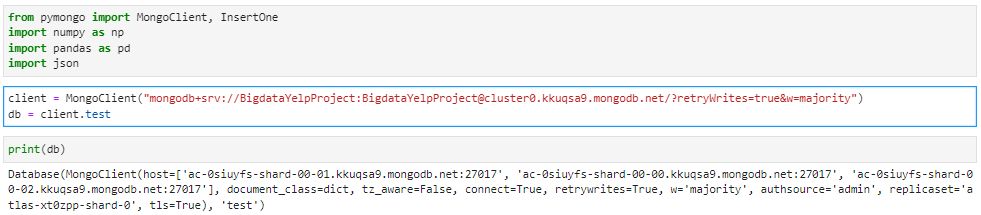 from pymongo import MongoClient, InsertOne
import numpy as np
import pandas as pd
import json
client = MongoClient("mongodb+srv://BigdataYelpProject:BigdataYelpProject@cluster0.kkuqsa9.mongodb.net/?retryWrites=true&w=majority")
db = client.test
print(db)
Database(MongoClient(host=['ac-0siuyfs-shard-00-01.kkuqsa9.mongodb.net:27017', 'ac-0siuyfs-shard-00-00.kkuqsa9.mongodb.net:27017', 'ac-0siuyfs-shard-0
0-02.kkuqsa9.mongodb.net:27017'], document_class=dict, tz_aware=False, connect=True, retrywrites=True, w='majority', authsource='admin', replicaset='a
tlas-xt0zpp-shard-0', tls=True), 'test')